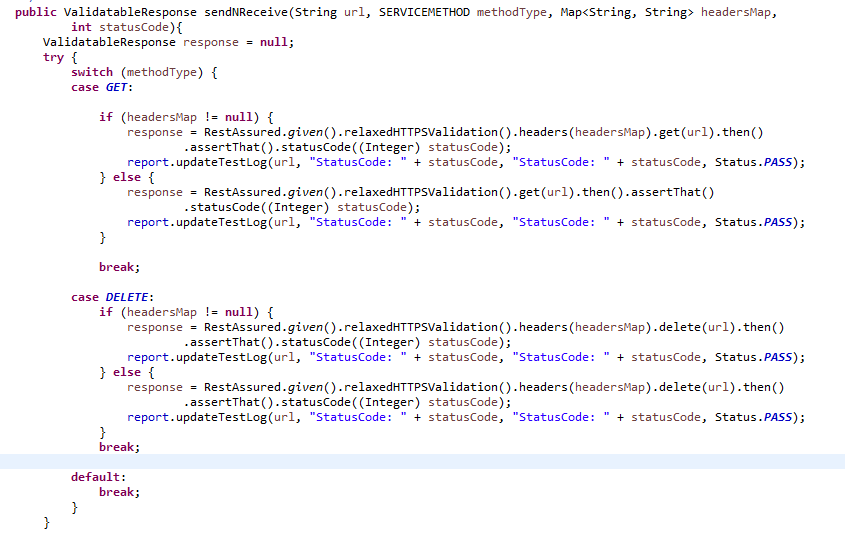 public ValidatableResponse sendNReceive(String url, SERVICEMETHOD methodType, Map<String, String> headersMap,
        int statusCode){
    ValidatableResponse response = null;
    try {
        switch (methodType) {
        case GET:

            if (headersMap != null) {
                response = RestAssured.given().relaxedHTTPSValidation().headers(headersMap).get(url).then()
                        .assertThat().statusCode((Integer) statusCode);
                report.updateTestLog(url, "StatusCode: " + statusCode, "StatusCode: " + statusCode, Status.PASS);
            } else {
                response = RestAssured.given().relaxedHTTPSValidation().get(url).then().assertThat()
                        .statusCode((Integer) statusCode);
                report.updateTestLog(url, "StatusCode: " + statusCode, "StatusCode: " + statusCode, Status.PASS);
            }

            break;

        case DELETE:
            if (headersMap != null) {
                response = RestAssured.given().relaxedHTTPSValidation().headers(headersMap).delete(url).then()
                        .assertThat().statusCode((Integer) statusCode);
                report.updateTestLog(url, "StatusCode: " + statusCode, "StatusCode: " + statusCode, Status.PASS);
            } else {
                response = RestAssured.given().relaxedHTTPSValidation().headers(headersMap).delete(url).then()
                        .assertThat().statusCode((Integer) statusCode);
                report.updateTestLog(url, "StatusCode: " + statusCode, "StatusCode: " + statusCode, Status.PASS);
            }
            break;

        default:
            break;
        }
    }